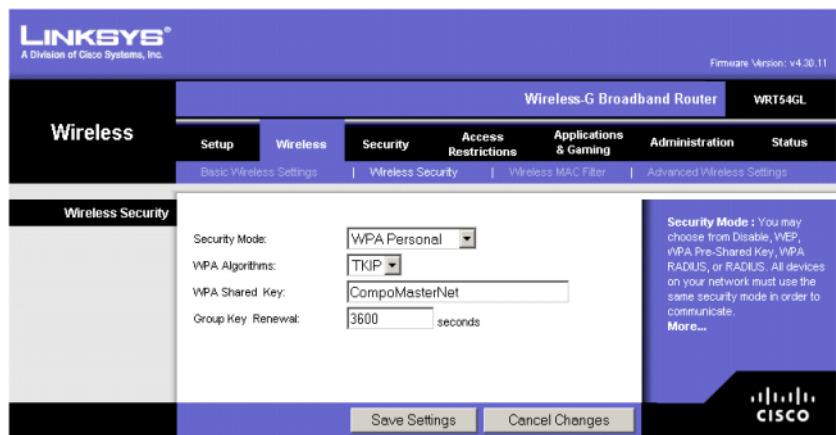 LINKSYS®
A Division of Cisco Systems, Inc.
Firmware Version: v4.30.11
Wireless-G Broadband Router
WRT54GL
Wireless
Setup
Wireless
Security
Access Restrictions
Applications & Gaming
Administration
Status
Basic Wireless Settings | Wireless Security | Wireless MAC Filter | Advanced Wireless Settings
Wireless Security
Security Mode: WPA Personal
WPA Algorithms: TKIP
WPA Shared Key: CompoMasterNet
Group Key Renewal: 3600 seconds
Security Mode : You may
choose from Disable, WEP,
WPA Pre-Shared Key, WPA
RADIUS, or RADIUS. All devices
on your network must use the
same security mode in order to
communicate.
More...
Save Settings
Cancel Changes
CISCO